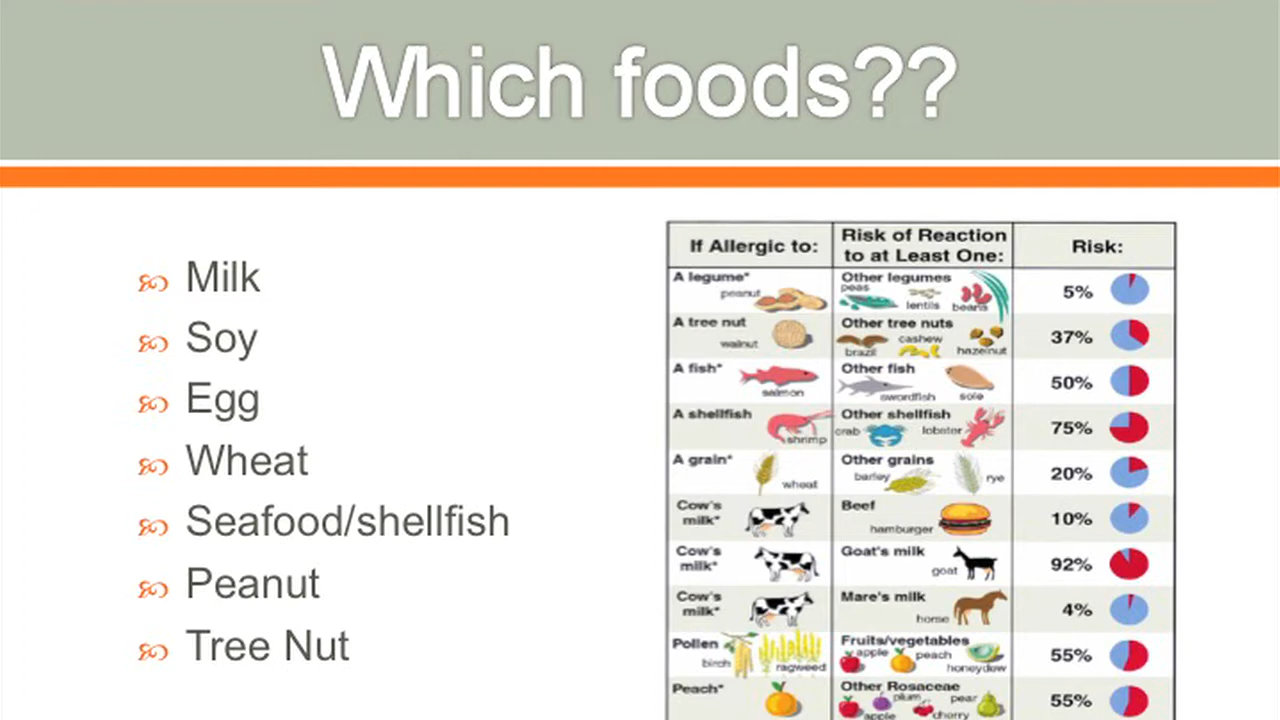 Which foods??
Milk
Soy
Egg
Wheat
Seafood/shellfish
Peanut
Tree Nut
If Allergic to:
Risk of Reaction
to at Least One:
Risk:
A legume*
peanut
Other legumes
peas
lentils
beans
5%
A tree nut
walnut
Other tree nuts
brazil
cashew
hazelnut
37%
A fish*
salmon
Other fish
swordfish
sole
50%
A shellfish
shrimp
Other shellfish
crab
lobster
75%
A grain*
wheat
Other grains
barley
rye
20%
Cow's
milk*
Beef
hamburger
10%
Cow's
milk*
Goat's milk
goat
92%
Cow's
milk*
Mare's milk
horse
4%
Pollen
birch
ragweed
Fruits/vegetables
apple
peach
honeydew
55%
Peach*
Other Rosaceae
apple
plum
cherry
pear
55%